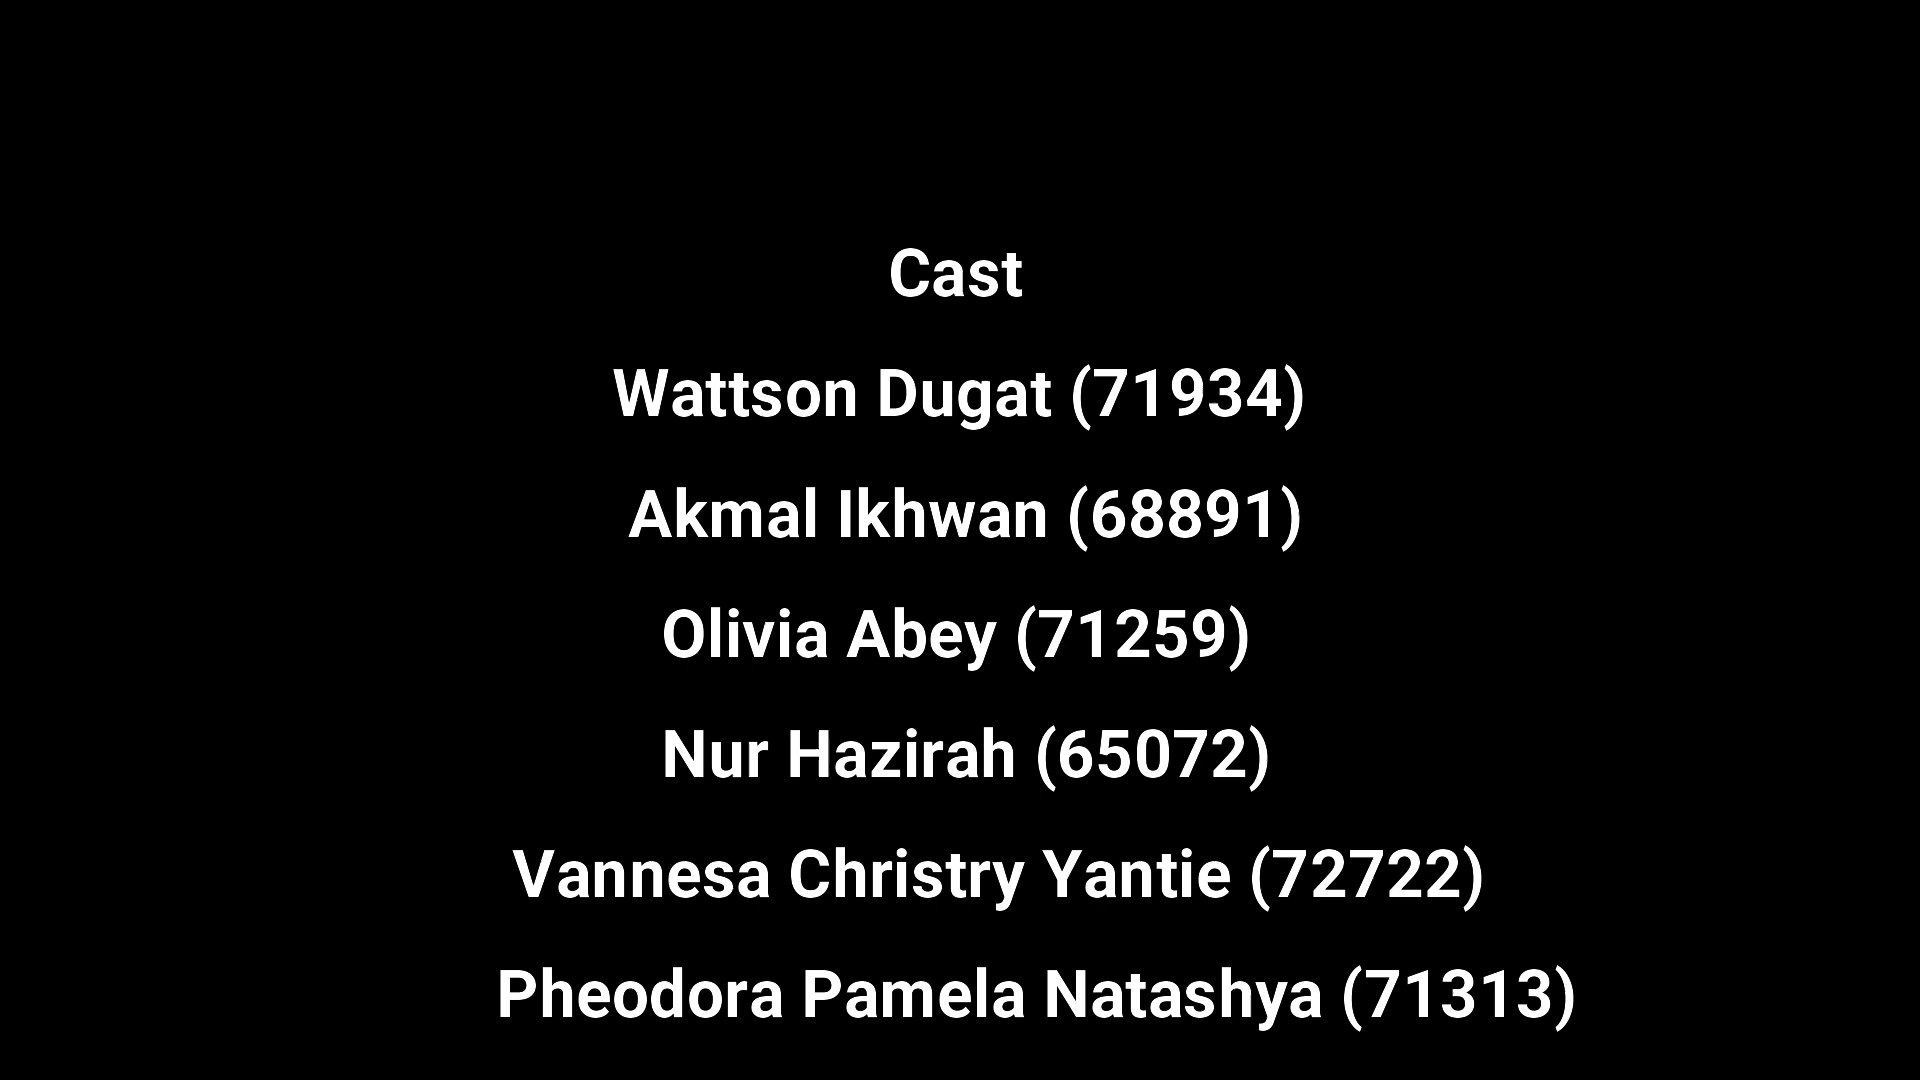 Cast
Wattson Dugat (71934)
Akmal Ikhwan (68891)
Olivia Abey (71259)
Nur Hazirah (65072)
Vannesa Christry Yantie (72722)
Pheodora Pamela Natashya (71313)